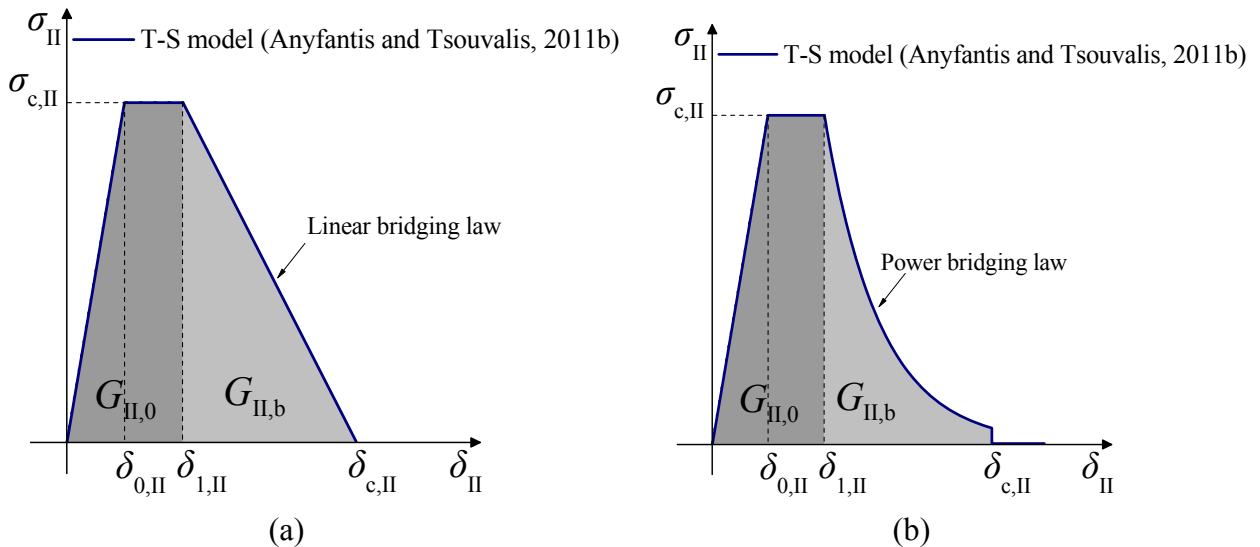 σII
T-S model (Anyfantis and Tsouvalis, 2011b)
σc,II
Linear bridging law
GII,0
GII,b
δ0,II
δ1,II
δc,II
δII
(a)
σII
T-S model (Anyfantis and Tsouvalis, 2011b)
σc,II
Power bridging law
GII,0
GII,b
δ0,II
δ1,II
δc,II
δII
(b)